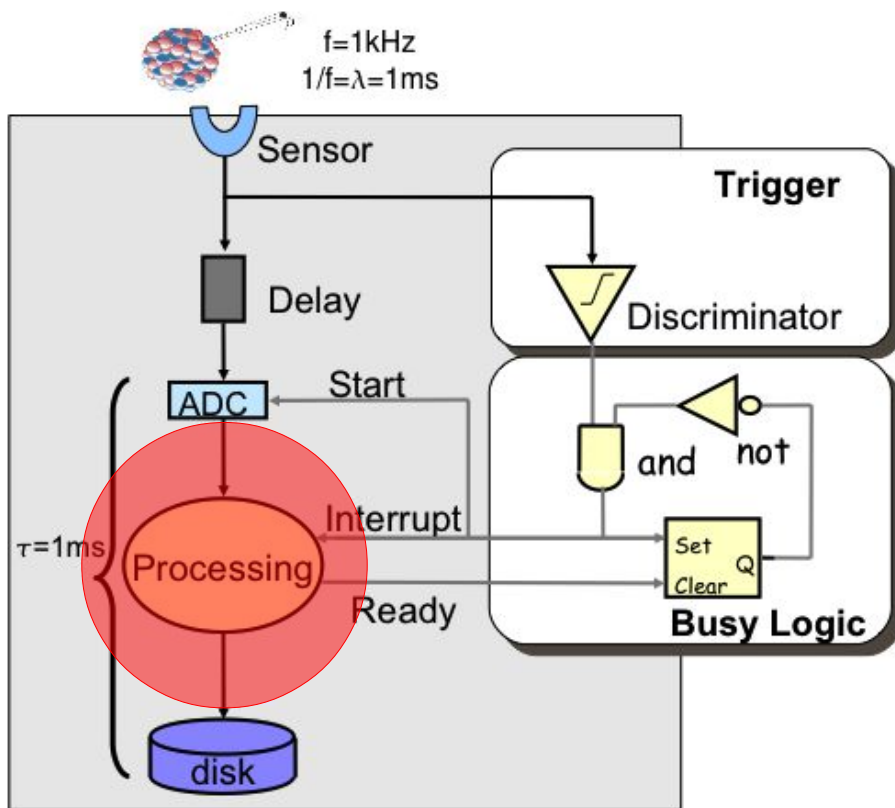 f=1kHz
1/f=λ=1ms
Sensor
Trigger
Delay
Discriminator
Start
ADC
and
not
Interrupt
τ=1ms
Processing
Set
Q
Clear
Ready
Busy Logic
disk